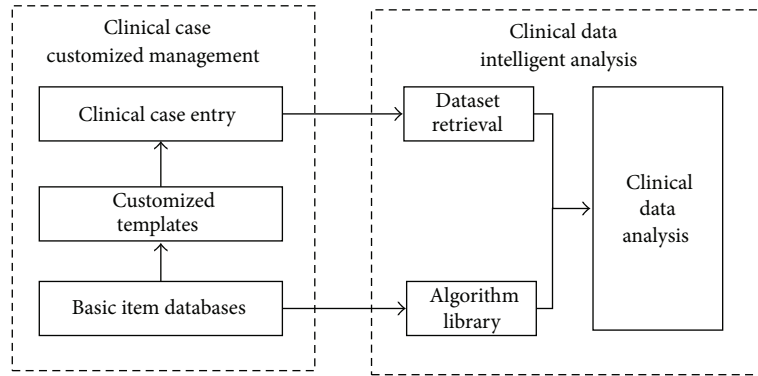 Clinical case
customized management
Clinical case entry
Customized
templates
Basic item databases
Clinical data
intelligent analysis
Dataset
retrieval
Algorithm
library
Clinical
data
analysis